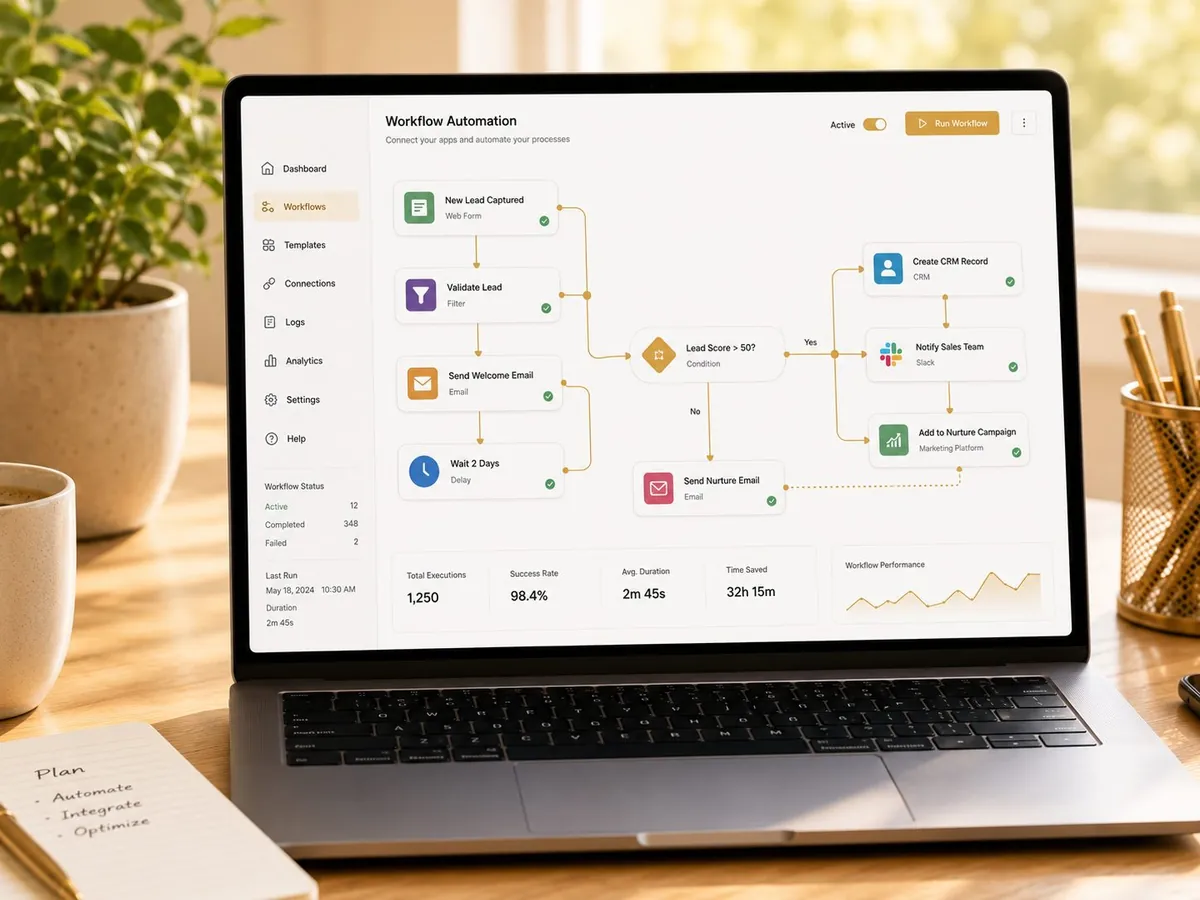 Workflow Automation
Connect your apps and automate your processes
Active
Run Workflow
Dashboard
Workflows
Templates
Connections
Logs
Analytics
Settings
Help
Workflow Status
Active 12
Completed 348
Failed 2
Last Run
May 18, 2024 10:30 AM
Duration
2m 45s
New Lead Captured
Web Form
Validate Lead
Filter
Send Welcome Email
Email
Wait 2 Days
Delay
Lead Score > 50?
Condition
Yes
No
Send Nurture Email
Email
Create CRM Record
CRM
Notify Sales Team
Slack
Add to Nurture Campaign
Marketing Platform
Total Executions
1,250
Success Rate
98.4%
Avg. Duration
2m 45s
Time Saved
32h 15m
Workflow Performance
Plan
· Automate
· Integrate
· Optimize